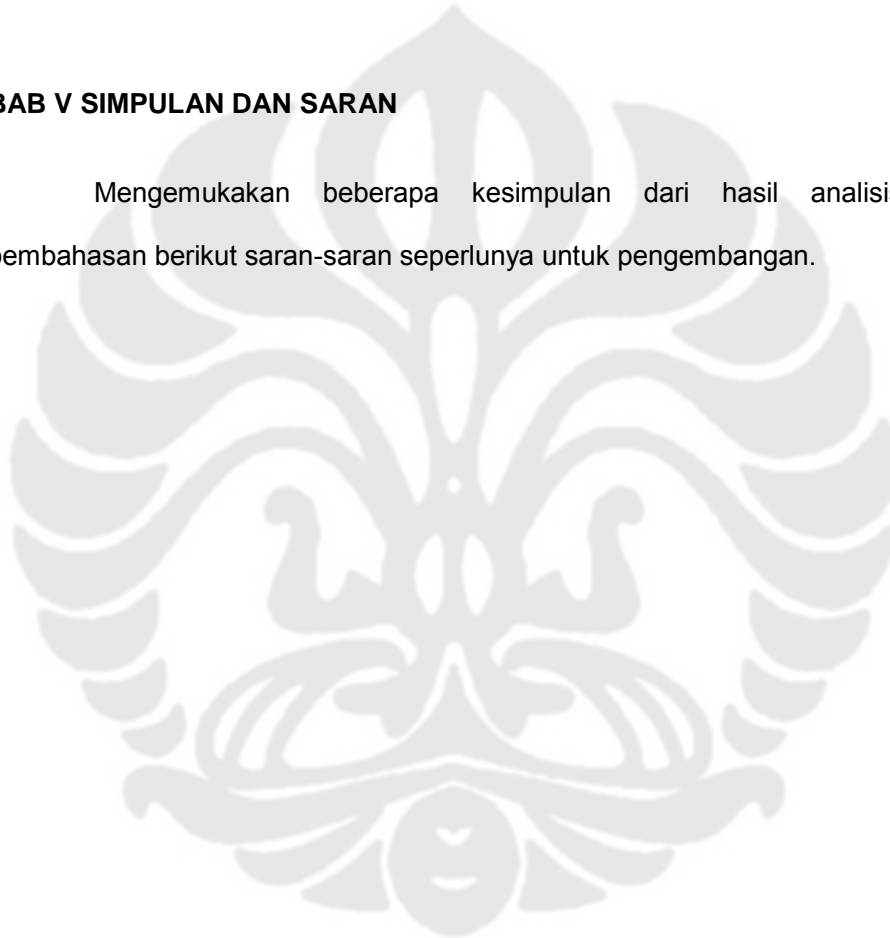 BAB V SIMPULAN DAN SARAN
Mengemukakan beberapa kesimpulan dari hasil analisis
pembahasan berikut saran-saran seperlunya untuk pengembangan.